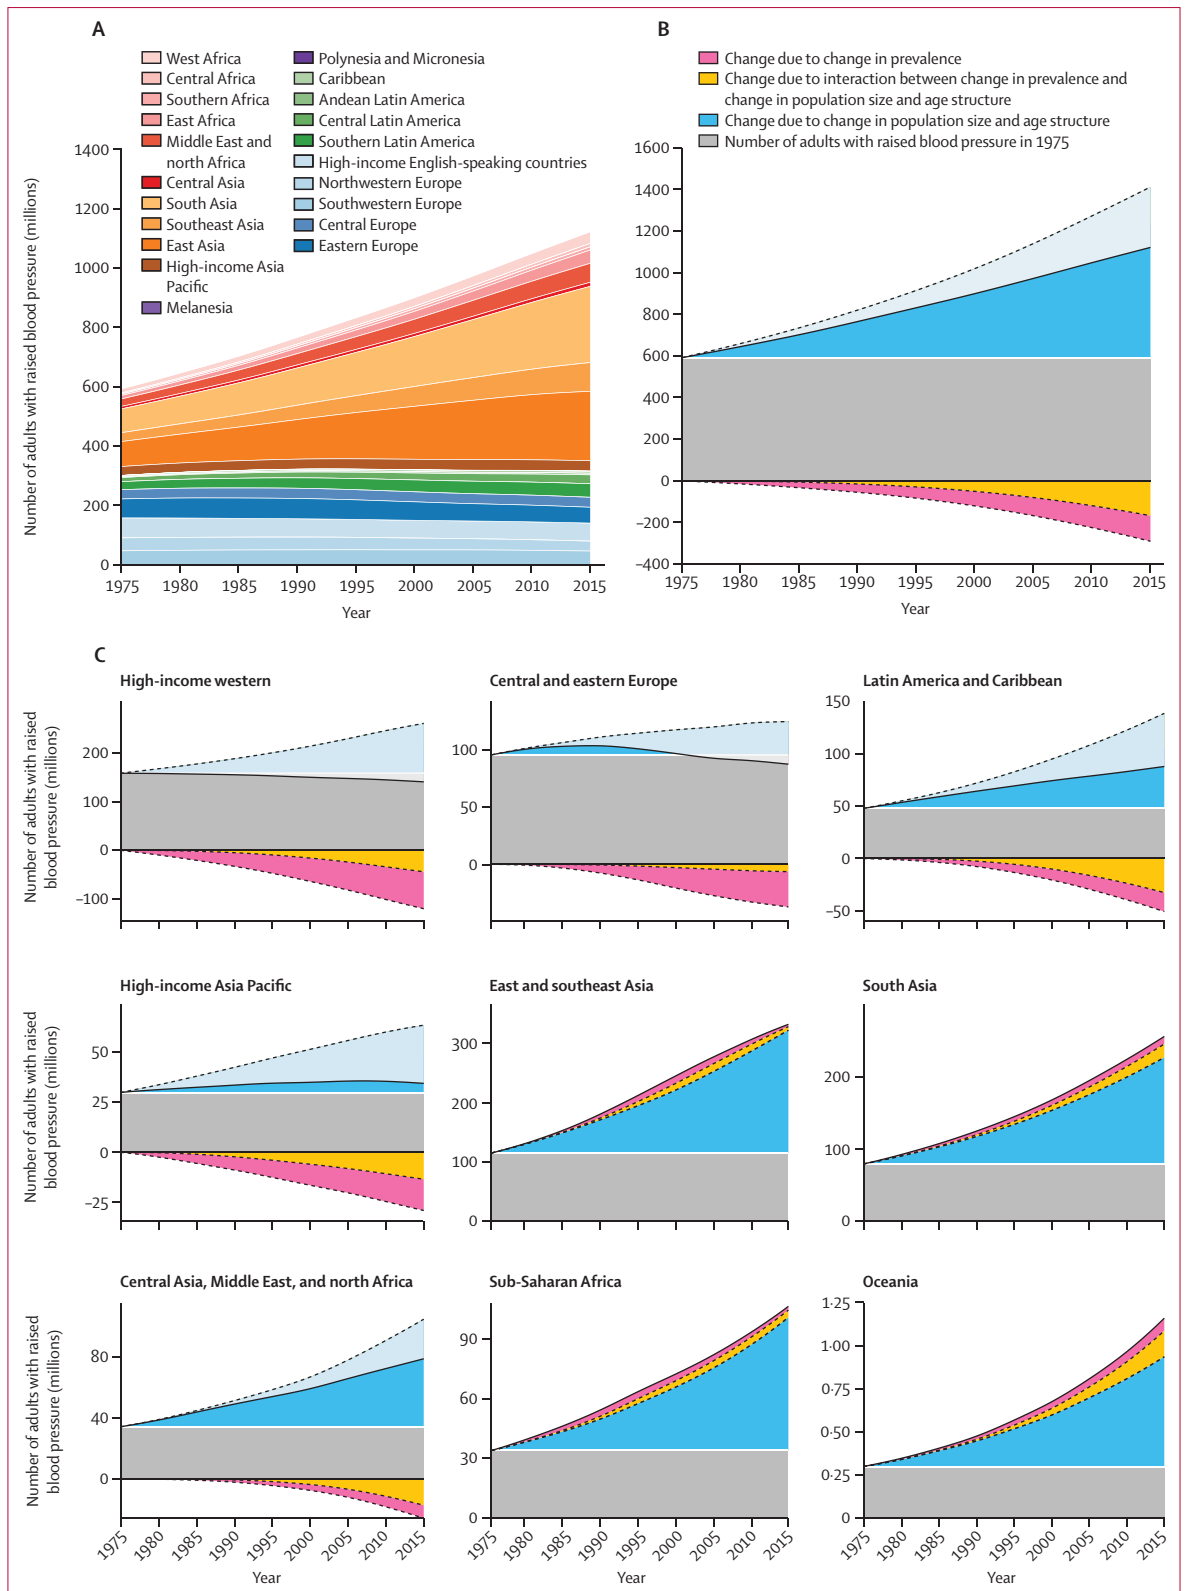 A
West Africa
Central Africa
Southern Africa
East Africa
Middle East and
north Africa
Central Asia
South Asia
Southeast Asia
East Asia
High-income Asia
Pacific
Melanesia
Polynesia and Micronesia
Caribbean
Andean Latin America
Central Latin America
Southern Latin America
High-income English-speaking countries
Northwestern Europe
Southwestern Europe
Central Europe
Eastern Europe
Number of adults with raised blood pressure (millions)
1400
1200
1000
800
600
400
200
0
1975 1980 1985 1990 1995 2000 2005 2010 2015
Year
B
Change due to change in prevalence
Change due to interaction between change in prevalence and
change in population size and age structure
Change due to change in population size and age structure
Number of adults with raised blood pressure in 1975
1600
1400
1200
1000
800
600
400
200
0
–200
–400
1975 1980 1985 1990 1995 2000 2005 2010 2015
Year
C
High-income western
Number of adults with raised
blood pressure (millions)
200
100
0
–100
Central and eastern Europe
100
50
0
Latin America and Caribbean
150
100
50
0
–50
High-income Asia Pacific
Number of adults with raised
blood pressure (millions)
50
25
0
–25
East and southeast Asia
300
200
100
0
South Asia
200
100
0
Central Asia, Middle East, and north Africa
Number of adults with raised
blood pressure (millions)
80
40
0
1975 1980 1985 1990 1995 2000 2005 2010 2015
Year
Sub-Saharan Africa
90
60
30
0
1975 1980 1985 1990 1995 2000 2005 2010 2015
Year
Oceania
1·25
1·00
0·75
0·50
0·25
0
1975 1980 1985 1990 1995 2000 2005 2010 2015
Year